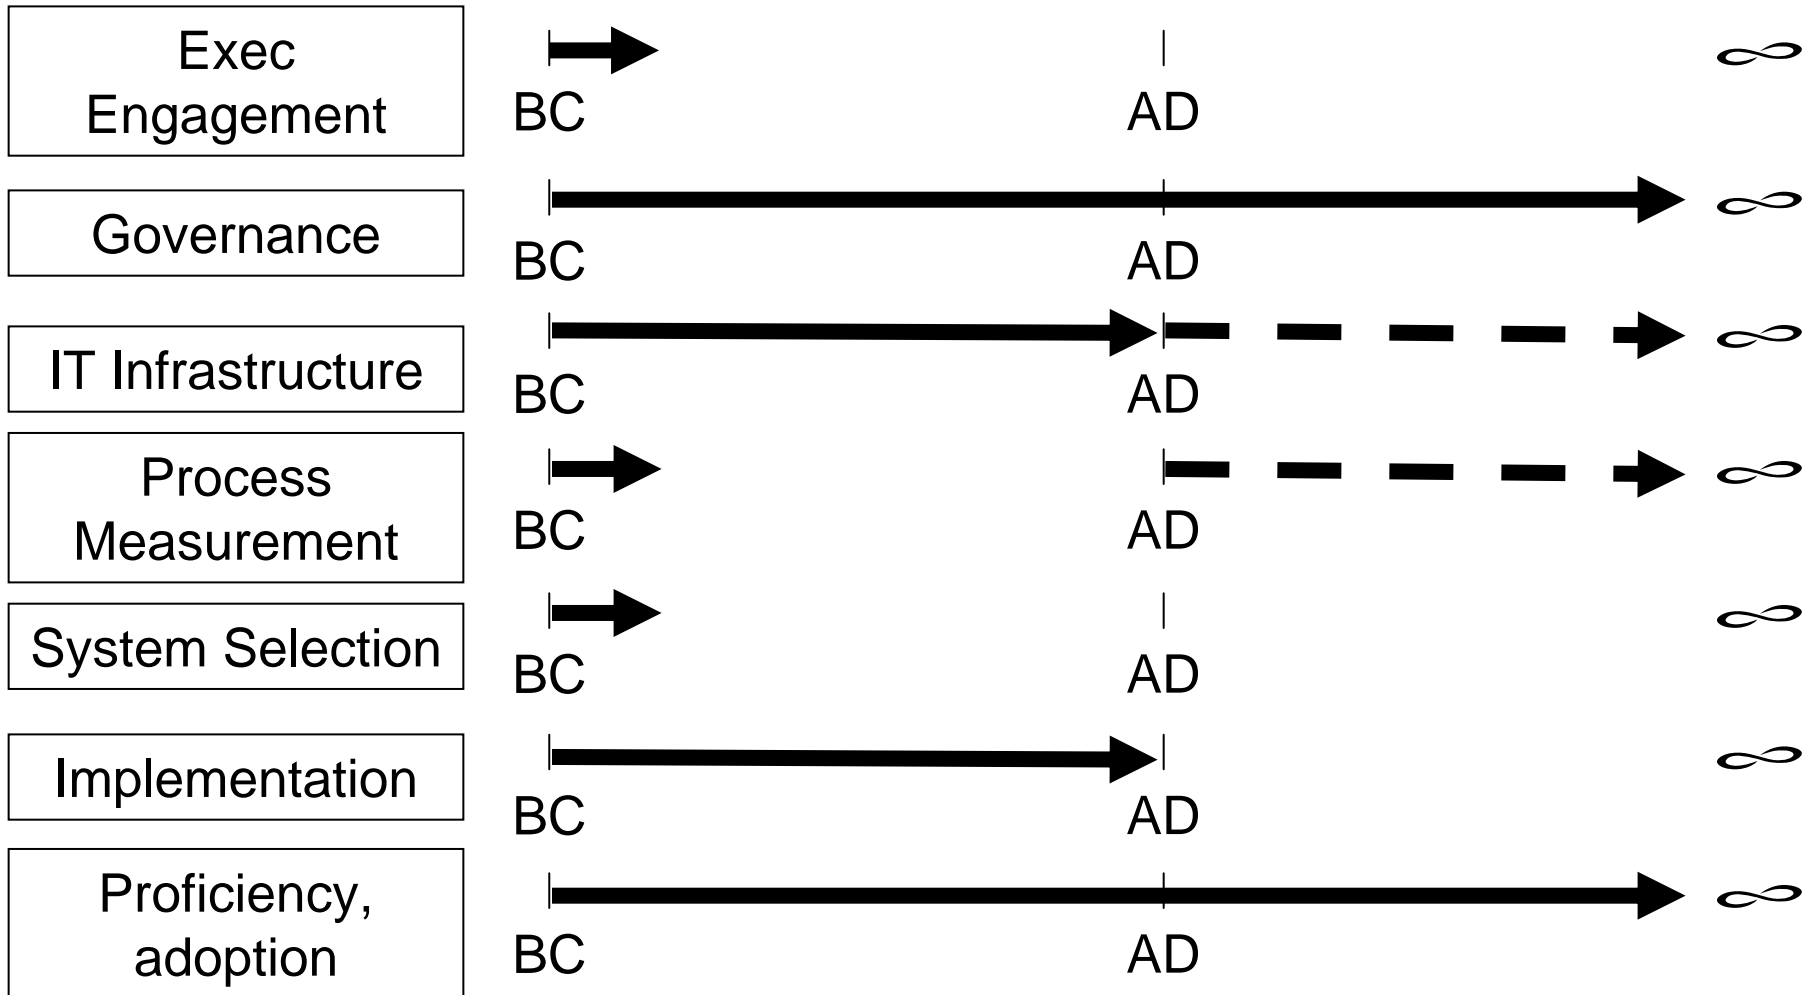 Exec
Engagement
BC AD ∞
Governance
BC AD ∞
IT Infrastructure
BC AD ∞
Process
Measurement
BC AD ∞
System Selection
BC AD ∞
Implementation
BC AD ∞
Proficiency,
adoption
BC AD ∞